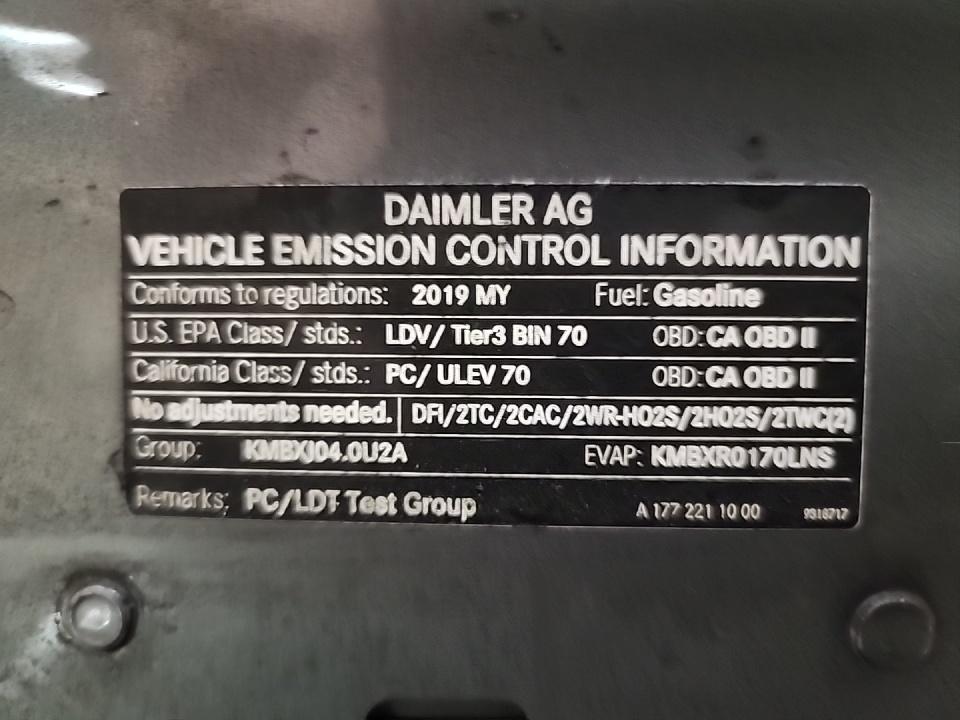 DAIMLER AG
VEHICLE EMISSION CONTROL INFORMATION
Conforms to regulations: 2019 MY Fuel: Gasoline
U.S. EPA Class/ stds.: LDV/ Tier3 BIN 70 OBD: CA OBD II
California Class/ stds.: PC/ ULEV 70 OBD: CA OBD II
No adjustments needed. DFI/2TC/2CAC/2WR-HO2S/2HO2S/2TWC(2)
Group: KMBXJ04.0U2A EVAP: KMBXR0170LNS
Remarks: PC/LDT Test Group A 177 221 10 00 9318717